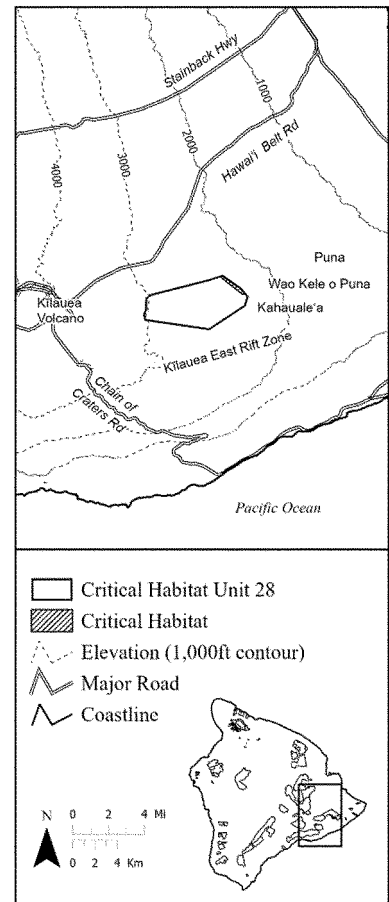 Stainback Hwy
1000
2000
3000
4000
Hawai'i Belt Rd
Puna
Wao Kele o Puna
Kahauale'a
Kīlauea
Volcano
Kīlauea East Rift Zone
Chain of
Craters Rd
Pacific Ocean
Critical Habitat Unit 28
Critical Habitat
Elevation (1,000ft contour)
Major Road
Coastline
N
0 2 4 Mi
0 2 4 Km